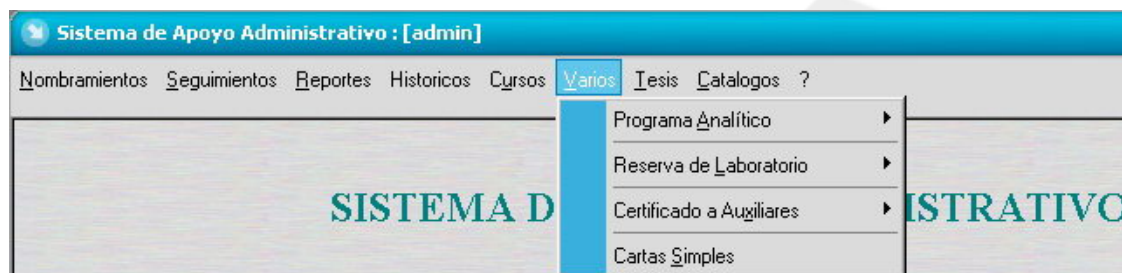 Sistema de Apoyo Administrativo : [admin]
Nombramientos Seguimientos Reportes Historicos Cursos Varios Tesis Catalogos ?
Programa Analítico
Reserva de Laboratorio
SISTEMA D
Certificado a Auxiliares
ISTRATIVO
Cartas Simples